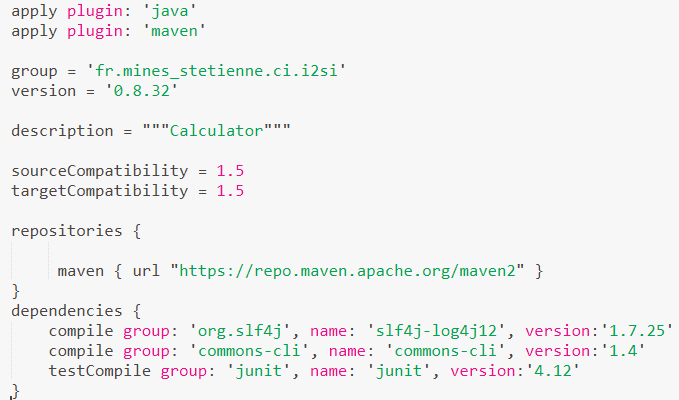 apply plugin: 'java'
apply plugin: 'maven'
group = 'fr.mines_stetienne.ci.i2si'
version = '0.8.32'
description = """Calculator"""
sourceCompatibility = 1.5
targetCompatibility = 1.5
repositories {
maven { url "https://repo.maven.apache.org/maven2" }
}
dependencies {
compile group: 'org.slf4j', name: 'slf4j-log4j12', version:'1.7.25'
compile group: 'commons-cli', name: 'commons-cli', version:'1.4'
testCompile group: 'junit', name: 'junit', version:'4.12'
}